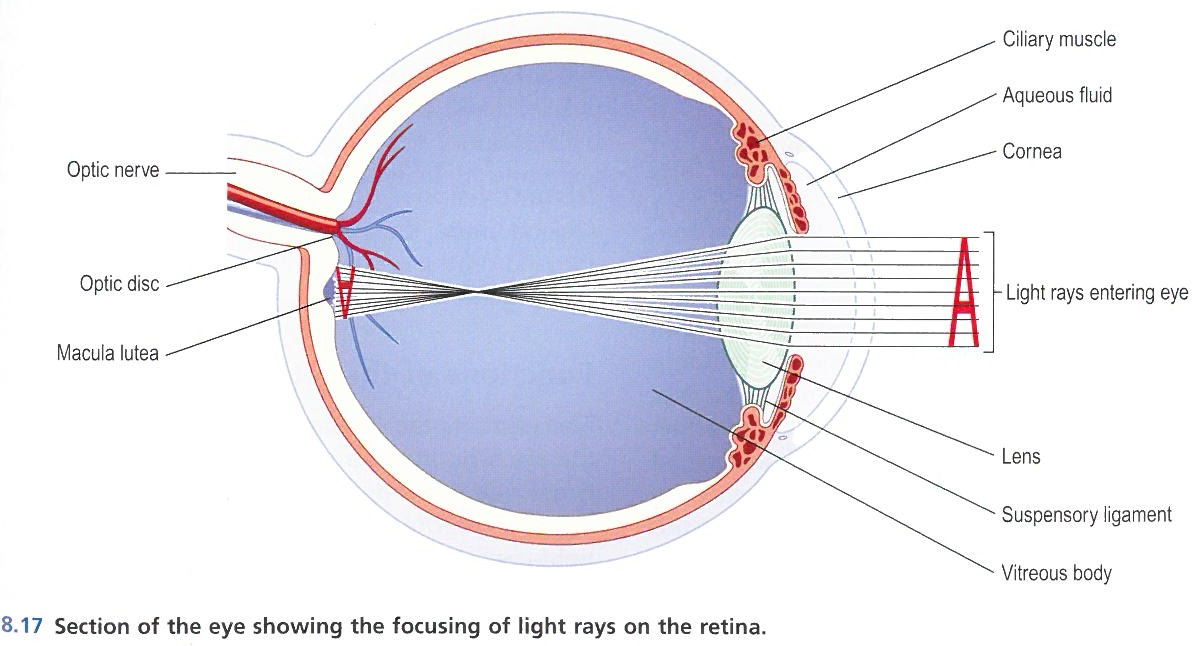 Ciliary muscle
Aqueous fluid
Cornea
Optic nerve
Optic disc
Macula lutea
A
A
Light rays entering eye
Lens
Suspensory ligament
Vitreous body
8.17 Section of the eye showing the focusing of light rays on the retina.